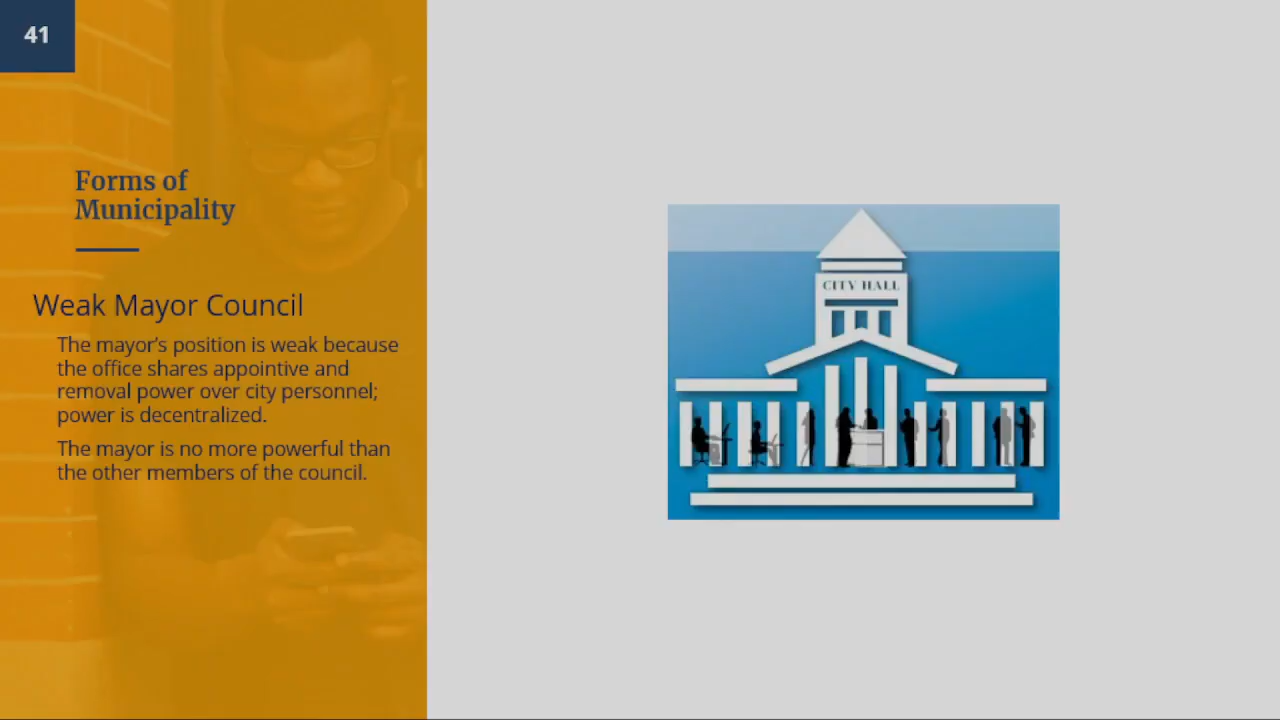 41
Forms of
Municipality
Weak Mayor Council
The mayor’s position is weak because
the office shares appointive and
removal power over city personnel;
power is decentralized.
The mayor is no more powerful than
the other members of the council.
CITY HALL